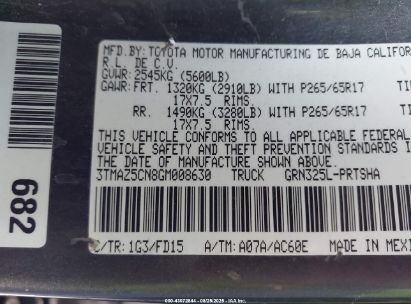 MFD.BY: TOYOTA MOTOR MANUFACTURING DE BAJA CALIFOR
R.L. DE C.V.
GVWR: 2545KG (5600LB)
GAWR: FRT. 1320KG (2910LB) WITH P265/65R17 TI
17X7.5 RIMS.
RR. 1490KG (3280LB) WITH P265/65R17 TI
17X7.5 RIMS.
THIS VEHICLE CONFORMS TO ALL APPLICABLE FEDERAL
VEHICLE SAFETY AND THEFT PREVENTION STANDARDS I
DATE OF MANUFACTURE SHOWN ABOVE.
3TMAZ5CN8GM008630 TRUCK GRN325L-PRTSHA
C/TR: 1G3/FD15 A/TM: A07A/AC60E MADE IN MEXI
682